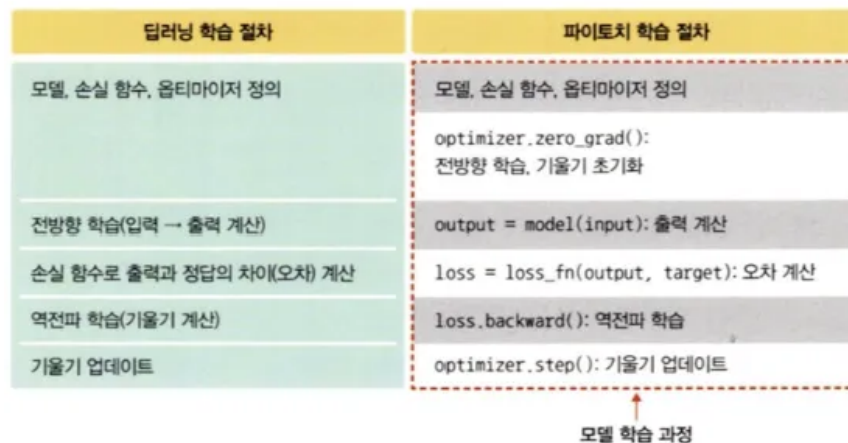 딥러닝 학습 절차
파이토치 학습 절차
모델, 손실 함수, 옵티마이저 정의
모델, 손실 함수, 옵티마이저 정의
optimizer.zero_grad():
전방향 학습, 기울기 초기화
전방향 학습(입력 → 출력 계산)
output = model(input): 출력 계산
손실 함수로 출력과 정답의 차이(오차) 계산
loss = loss_fn(output, target): 오차 계산
역전파 학습(기울기 계산)
loss.backward(): 역전파 학습
기울기 업데이트
optimizer.step(): 기울기 업데이트
모델 학습 과정